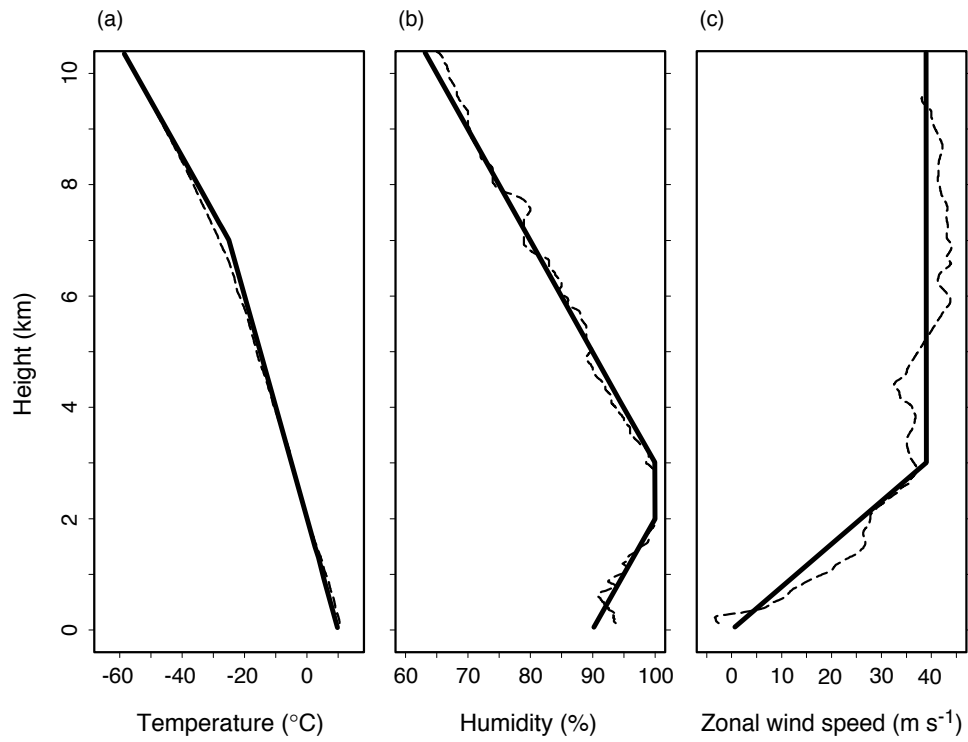 (a) (b) (c)
10
8
6
4
2
0
Height (km)
-60 -40 -20 0 20
60 70 80 90 100
0 10 20 30 40
Temperature (°C) Humidity (%) Zonal wind speed (m s⁻¹)